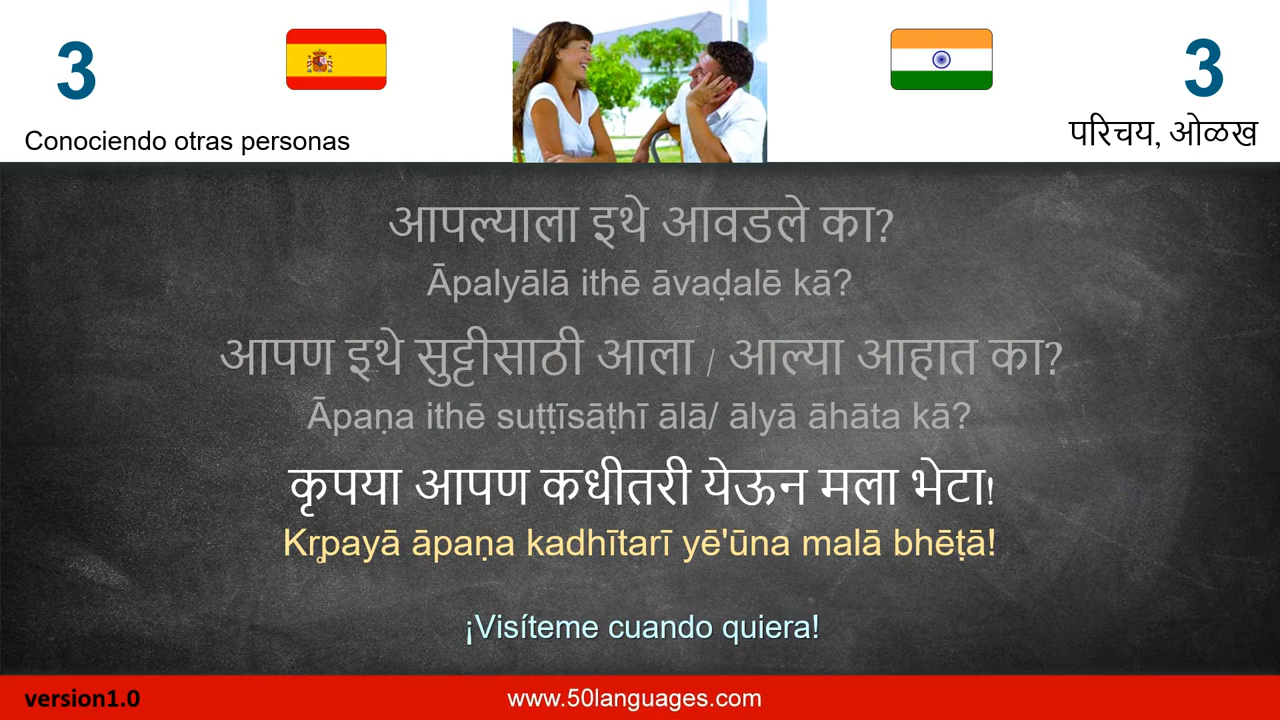 3
3
Conociendo otras personas
परिचय, ओळख
आपल्याला इथे आवडले का?
Āpalyālā ithē āvaḍalē kā?
आपण इथे सुट्टीसाठी आला / आल्या आहात का?
Āpaṇa ithē suṭṭīsāṭhī ālā/ ālyā āhāta kā?
कृपया आपण कधीतरी येऊन मला भेटा!
Kr̥payā āpaṇa kadhītarī yē'ūna malā bhēṭā!
¡Visíteme cuando quiera!
version1.0
www.50languages.com